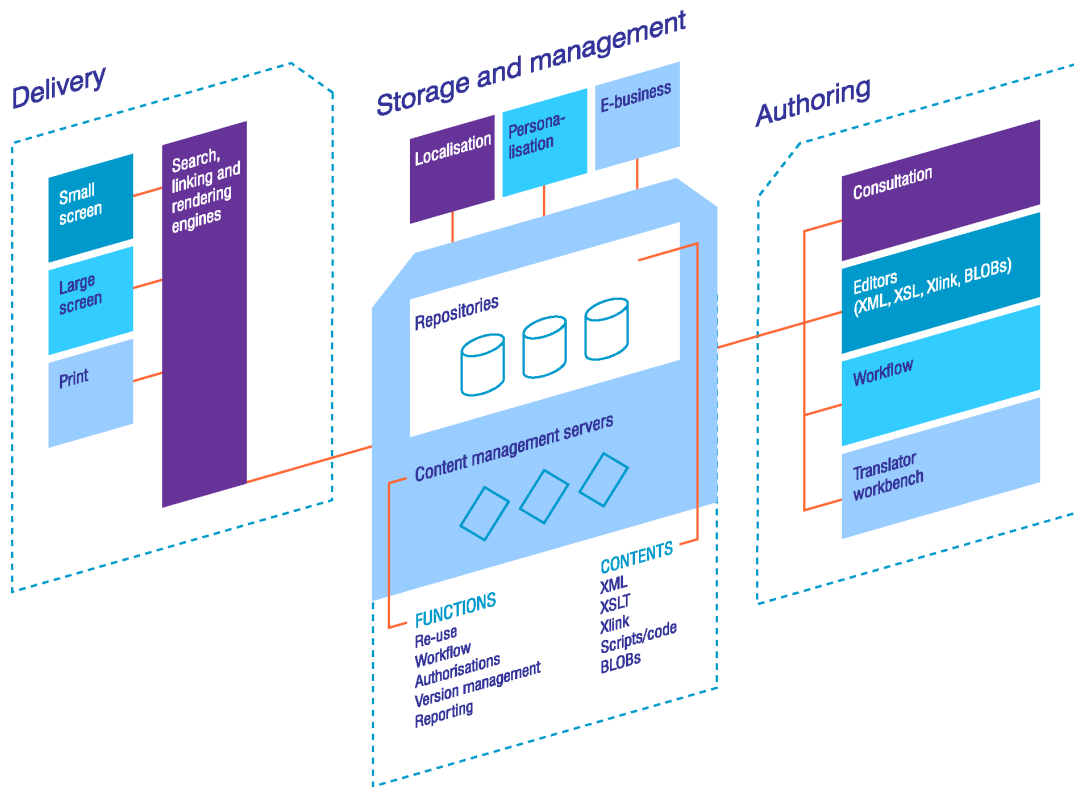 Delivery
Small
screen
Large
screen
Print
Search,
linking and
rendering
engines
Storage and management
Localisation
Persona-
lisation
E-business
Repositories
Content management servers
FUNCTIONS
Re-use
Workflow
Authorisations
Version management
Reporting
CONTENTS
XML
XSLT
Xlink
Scripts/code
BLOBs
Authoring
Consultation
Editors
(XML, XSL, Xlink, BLOBs)
Workflow
Translator
workbench